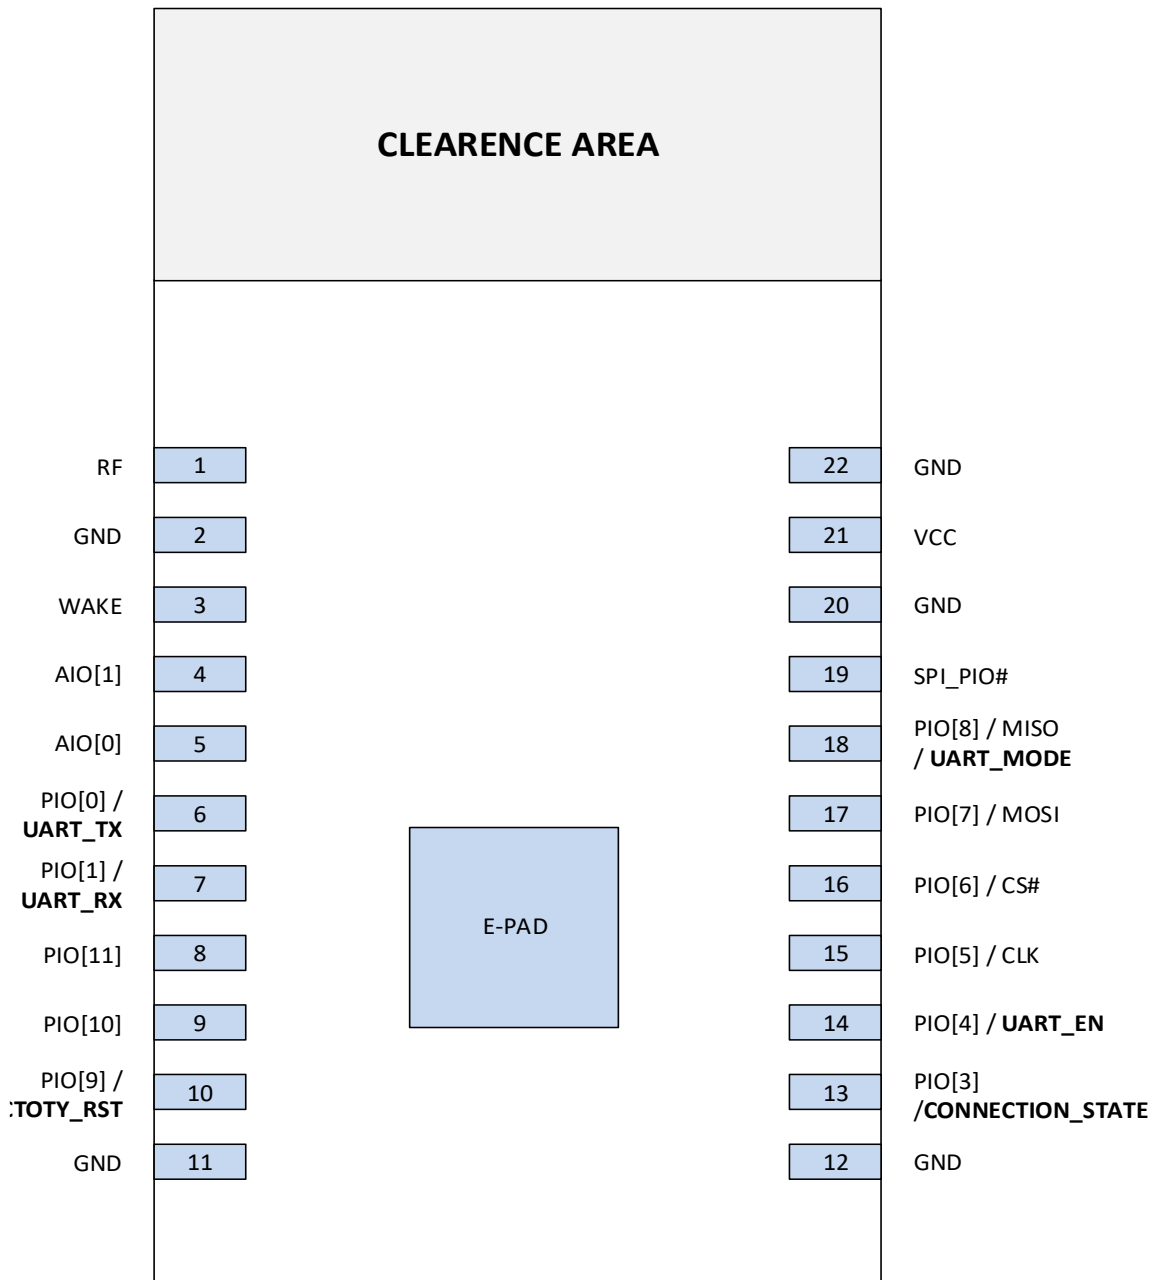 CLEARENCE AREA
RF 1
GND 2
WAKE 3
AIO[1] 4
AIO[0] 5
PIO[0] /
UART_TX 6
PIO[1] /
UART_RX 7
PIO[11] 8
PIO[10] 9
PIO[9] /
CTOTY_RST 10
GND 11
E-PAD
22 GND
21 VCC
20 GND
19 SPI_PIO#
18 PIO[8] / MISO
/ UART_MODE
17 PIO[7] / MOSI
16 PIO[6] / CS#
15 PIO[5] / CLK
14 PIO[4] / UART_EN
13 PIO[3]
/CONNECTION_STATE
12 GND